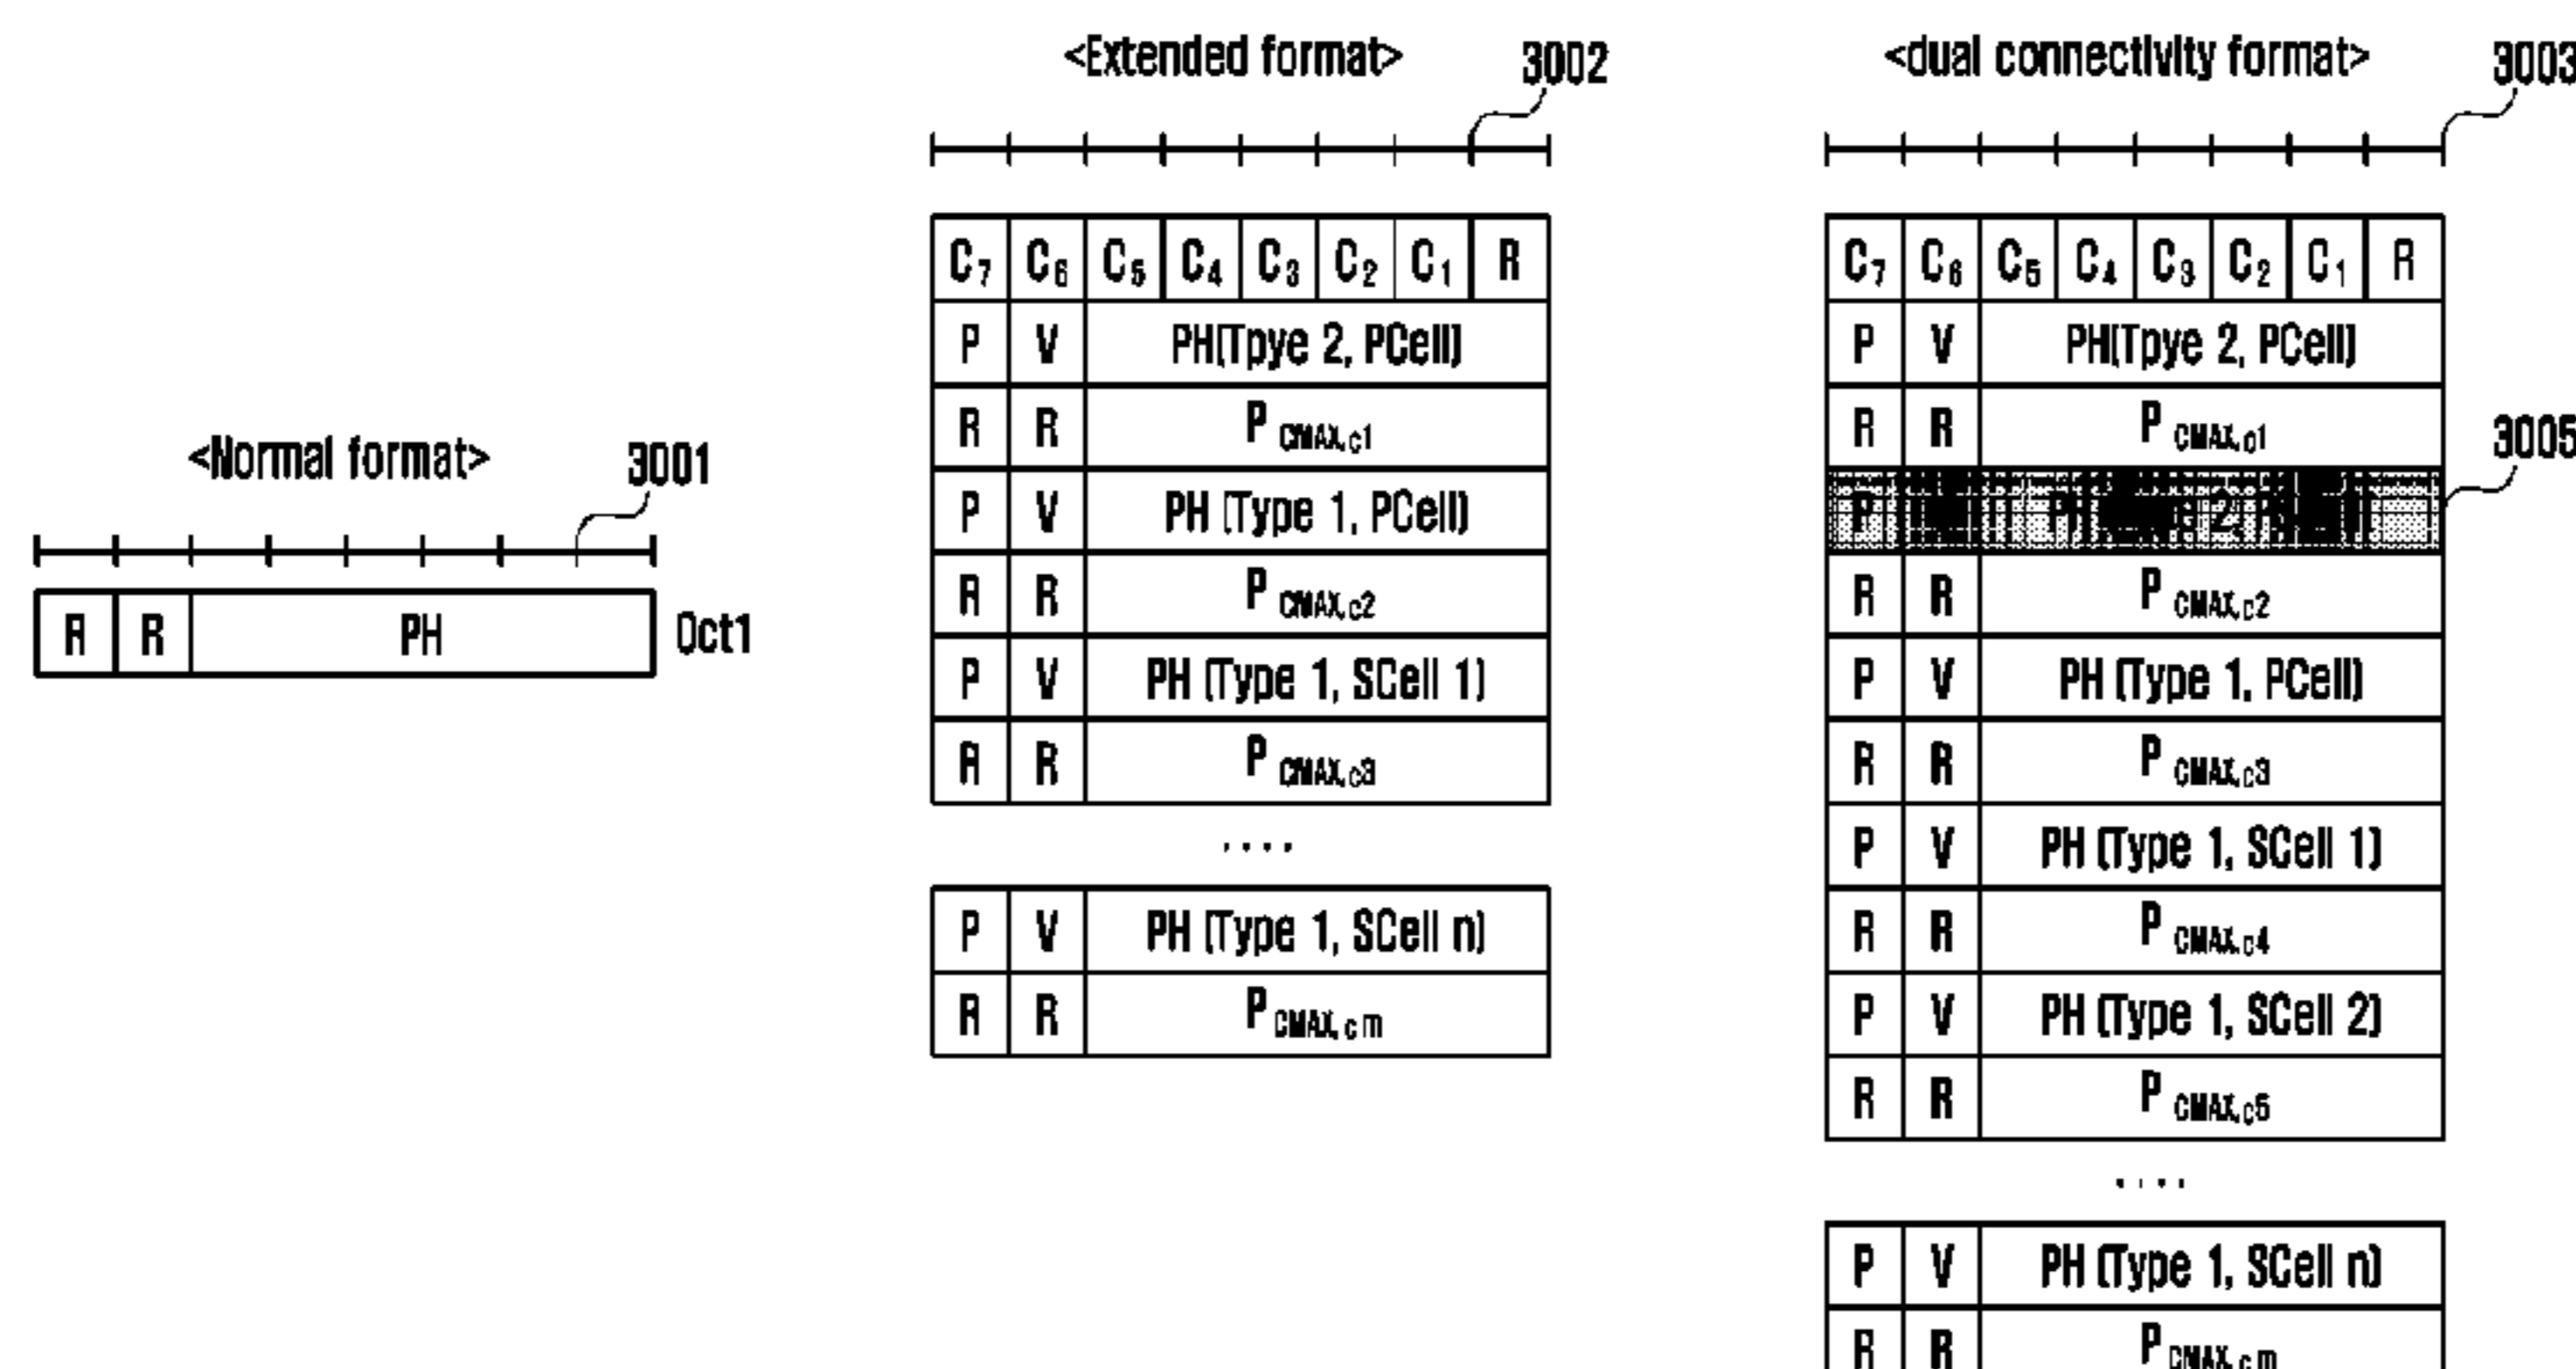 <Normal format>
3001
R R PH Oct1
<Extended format>
3002
C7 C6 C5 C4 C3 C2 C1 R
P V PH(Tpye 2, PCell)
R R PCMAX,c1
P V PH (Type 1, PCell)
R R PCMAX,c2
P V PH (Type 1, SCell 1)
R R PCMAX,c3
....
P V PH (Type 1, SCell n)
R R PCMAX,c m
<dual connectivity format>
3003
C7 C6 C5 C4 C3 C2 C1 R
P V PH(Tpye 2, PCell)
R R PCMAX,c1
3005
P
R R PCMAX,c2
P V PH (Type 1, PCell)
R R PCMAX,c3
P V PH (Type 1, SCell 1)
R R PCMAX,c4
P V PH (Type 1, SCell 2)
R R PCMAX,c5
....
P V PH (Type 1, SCell n)
R R PCMAX,c m